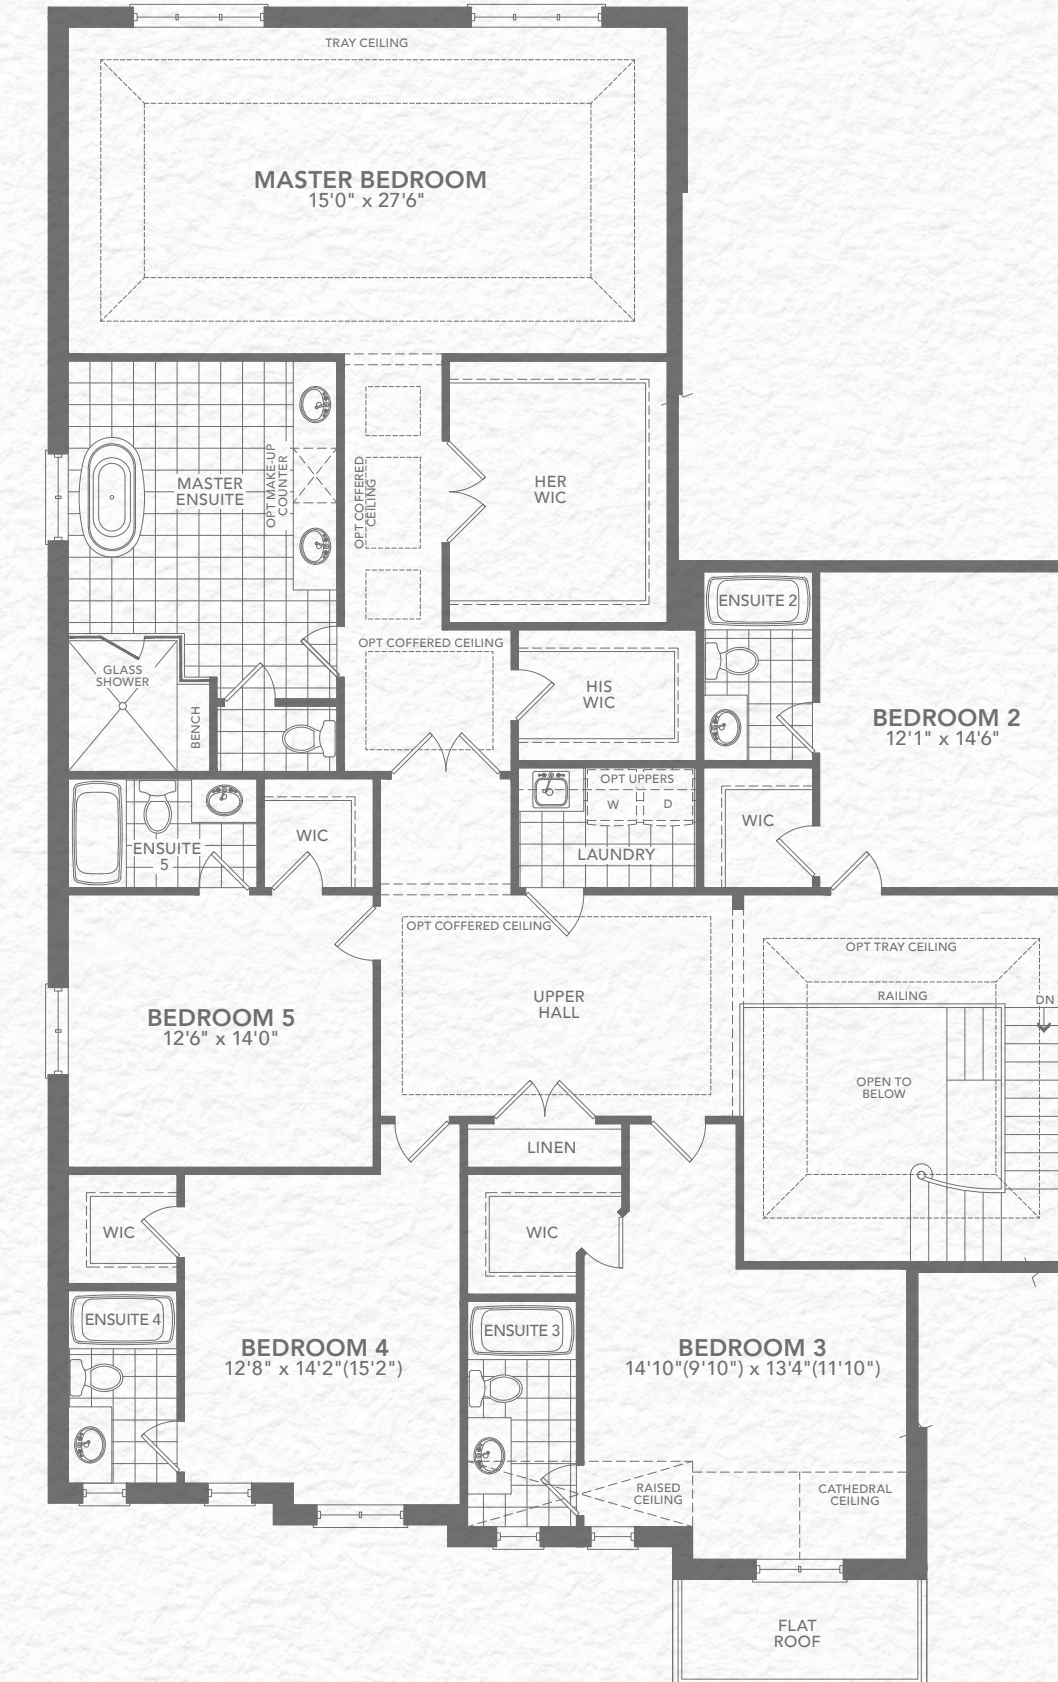 TRAY CEILING
MASTER BEDROOM
15'0" x 27'6"
MASTER
ENSUITE
OPT MAKE-UP
COUNTER
OPT COFFERED
CEILING
HER
WIC
ENSUITE 2
OPT COFFERED CEILING
GLASS
SHOWER
BENCH
HIS
WIC
BEDROOM 2
12'1" x 14'6"
OPT UPPERS
W
D
LAUNDRY
WIC
ENSUITE
5
WIC
OPT COFFERED CEILING
UPPER
HALL
OPT TRAY CEILING
RAILING
DN
OPEN TO
BELOW
BEDROOM 5
12'6" x 14'0"
LINEN
WIC
WIC
ENSUITE 4
ENSUITE 3
BEDROOM 4
12'8" x 14'2"(15'2")
BEDROOM 3
14'10"(9'10") x 13'4"(11'10")
RAISED
CEILING
CATHEDRAL
CEILING
FLAT
ROOF